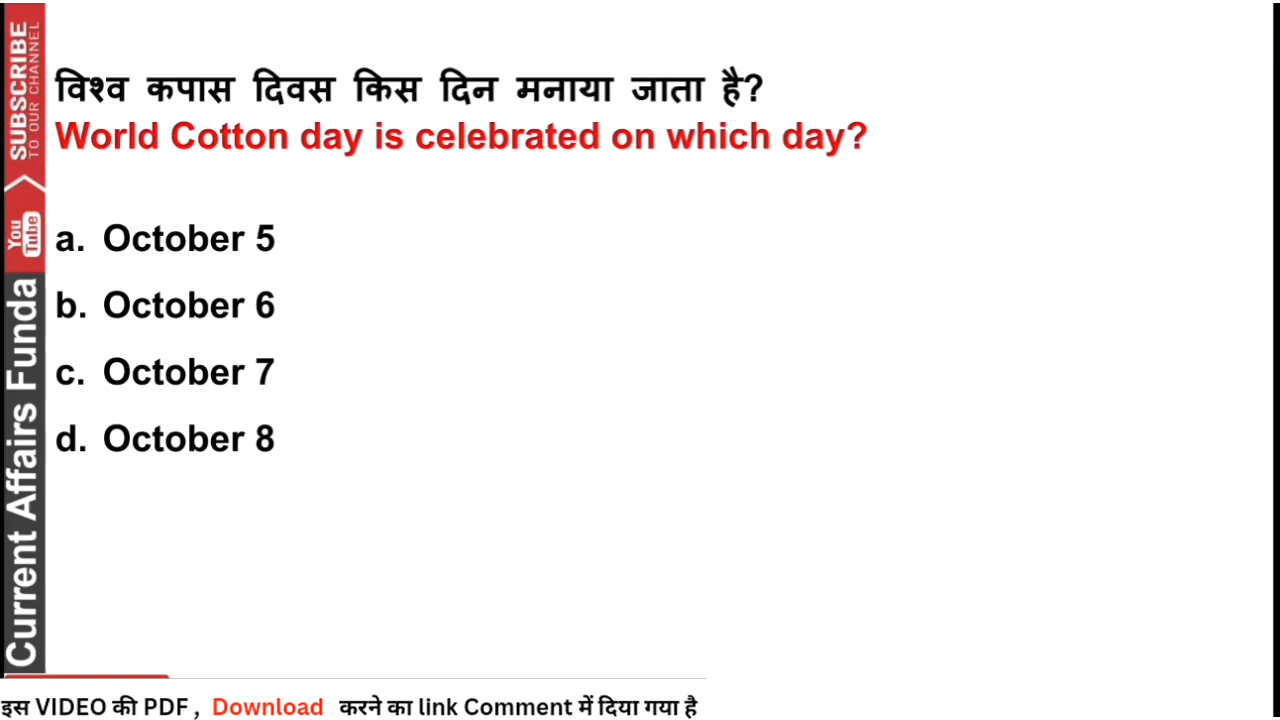 SUBSCRIBE
TO OUR CHANNEL
You
Tube
Current Affairs Funda
विश्व कपास दिवस किस दिन मनाया जाता है?
World Cotton day is celebrated on which day?
a. October 5
b. October 6
c. October 7
d. October 8
इस VIDEO की PDF , Download करने का link Comment में दिया गया है